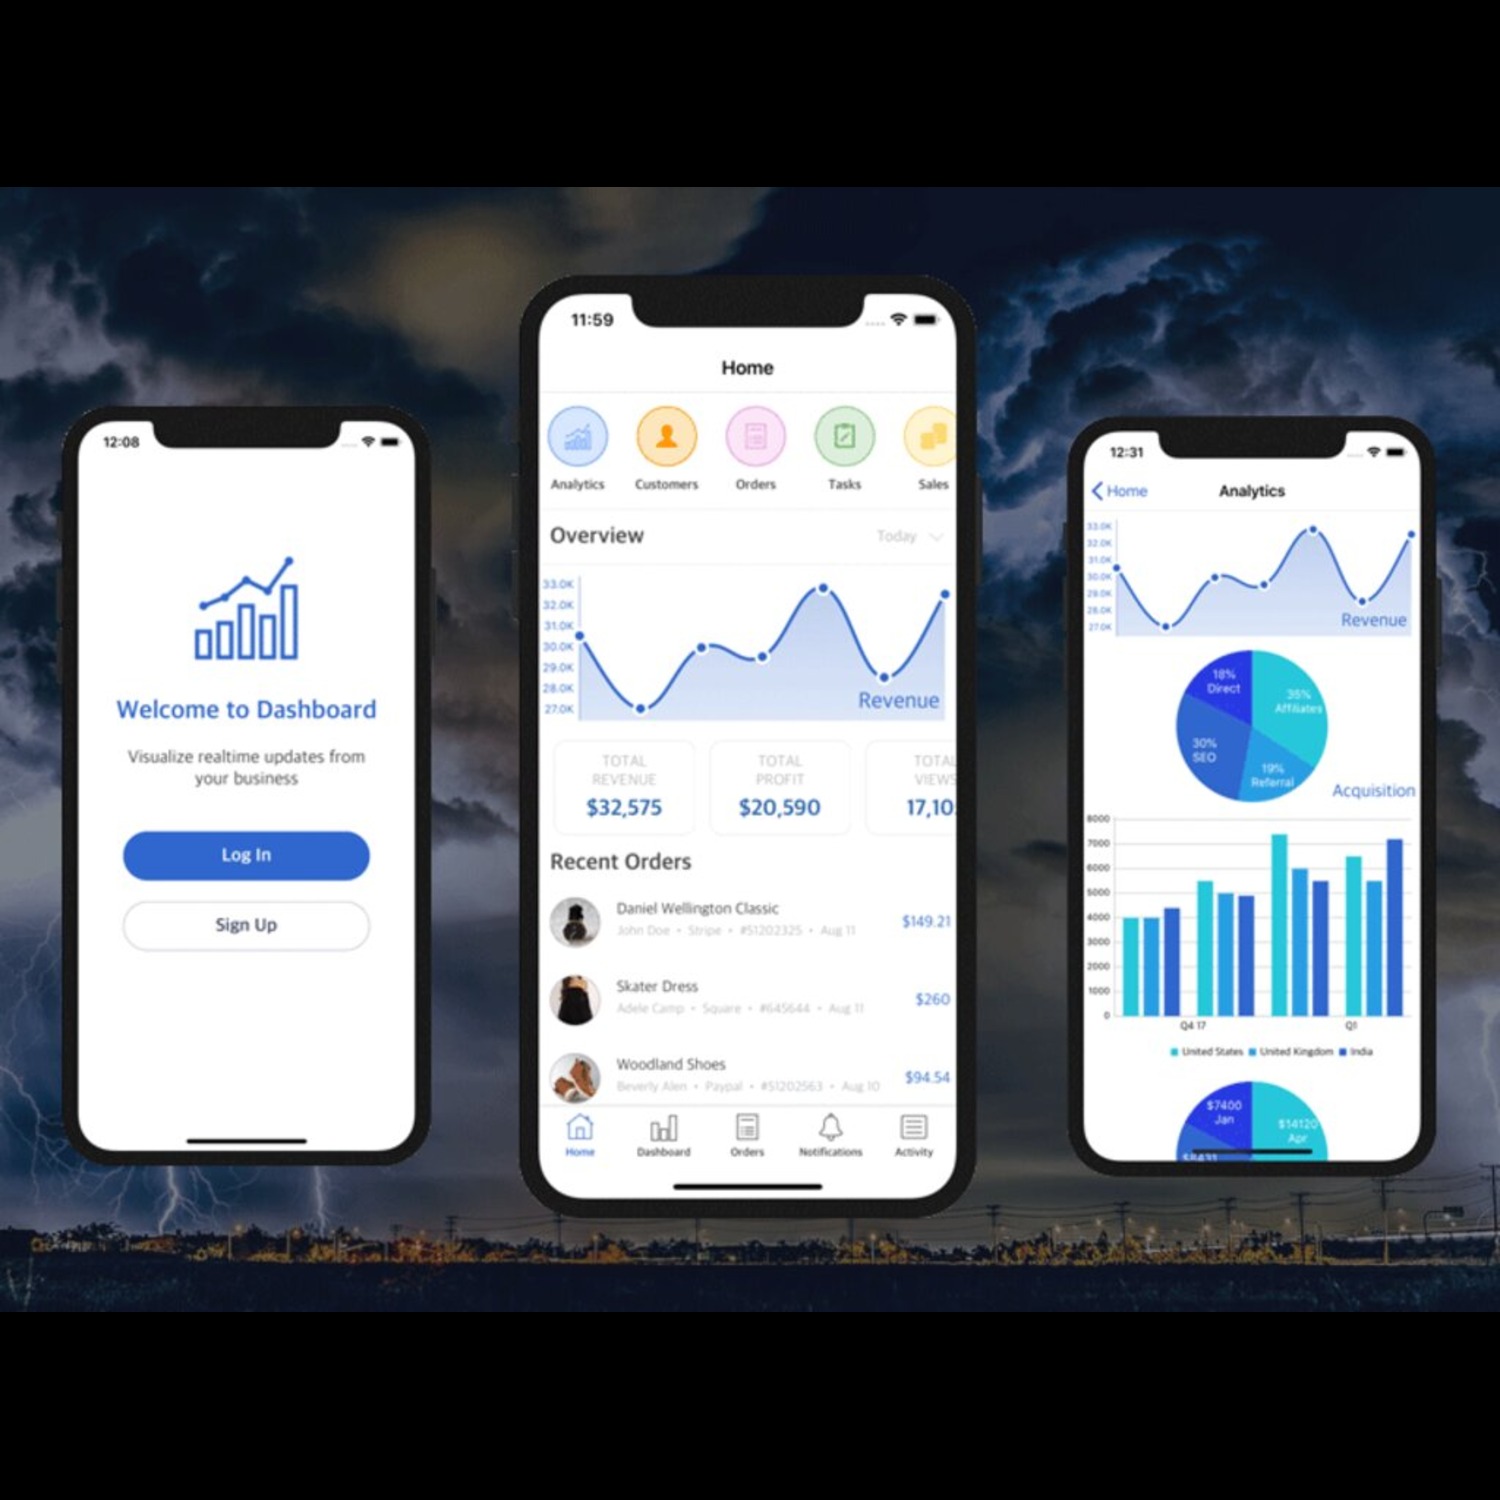 12:08
Welcome to Dashboard
Visualize realtime updates from
your business
Log In
Sign Up
11:59
Home
Analytics
Customers
Orders
Tasks
Sales
Overview
Today
33.0K
32.0K
31.0K
30.0K
29.0K
28.0K
27.0K
Revenue
TOTAL
REVENUE
$32,575
TOTAL
PROFIT
$20,590
TOTAL
VIEWS
17,10
Recent Orders
Daniel Wellington Classic
John Doe • Stripe • #51202325 • Aug 11
$149.21
Skater Dress
Adele Camp • Square • #645644 • Aug 11
$260
Woodland Shoes
Beverly Alen • Paypal • #51202563 • Aug 10
$94.54
Home
Dashboard
Orders
Notifications
Activity
12:31
Home
Analytics
33.0K
32.0K
31.0K
30.0K
29.0K
28.0K
27.0K
Revenue
18%
Direct
35%
Affiliates
30%
SEO
19%
Referral
Acquisition
8000
7000
6000
5000
4000
3000
2000
1000
0
Q4 17
Q1
United States
United Kingdom
India
$7400
Jan
$14120
Apr